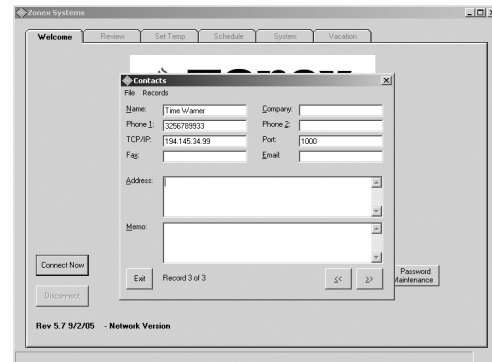 Zonex Systems
Welcome Review Set Temp Schedule System Vacation
Contacts
File Records
Name: Time Warner Company:
Phone 1: 3256789933 Phone 2:
TCP/IP: 194.145.34.99 Port: 1000
Fax: Email:
Address:
Memo:
Connect Now
Exit Record 3 of 3 << >>
Password
Maintenance
Disconnect
Rev 5.7 9/2/05 - Network Version